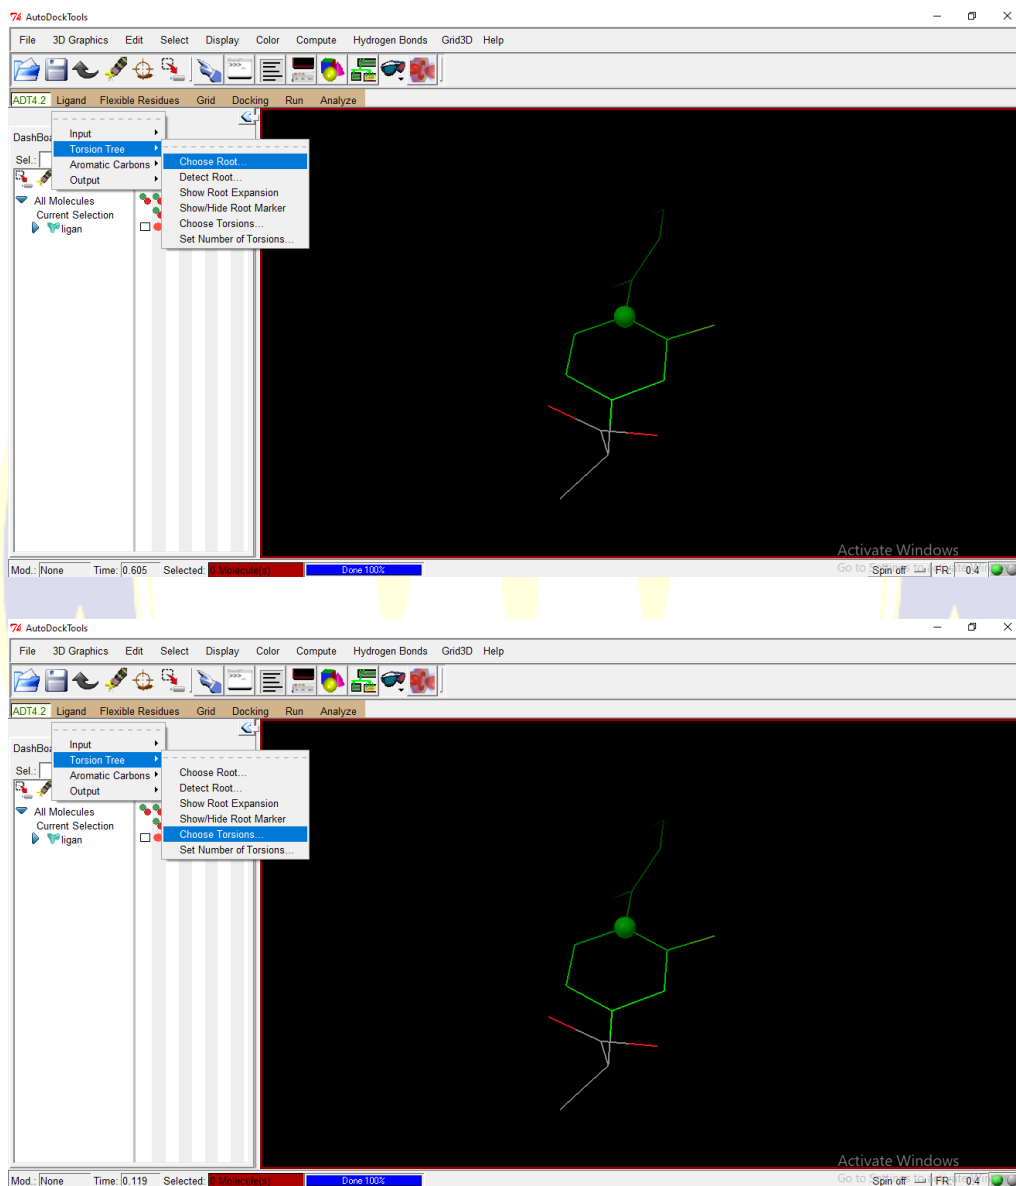 AutoDockTools
File 3D Graphics Edit Select Display Color Compute Hydrogen Bonds Grid3D Help
ADT4.2 Ligand Flexible Residues Grid Docking Run Analyze
Input
DashBoa
Torsion Tree
Sel.:
Choose Root...
Aromatic Carbons
Detect Root...
Output
Show Root Expansion
All Molecules
Show/Hide Root Marker
Current Selection
Choose Torsions...
ligan
Set Number of Torsions...
Activate Windows
Mod.: None Time: 0.605 Selected: 0 Molecule(s) Done 100% Go to Spin off FR: 0.4
AutoDockTools
File 3D Graphics Edit Select Display Color Compute Hydrogen Bonds Grid3D Help
ADT4.2 Ligand Flexible Residues Grid Docking Run Analyze
Input
DashBoa
Torsion Tree
Sel.:
Choose Root...
Aromatic Carbons
Detect Root...
Output
Show Root Expansion
All Molecules
Show/Hide Root Marker
Current Selection
Choose Torsions...
ligan
Set Number of Torsions...
Activate Windows
Mod.: None Time: 0.119 Selected: 0 Molecule(s) Done 100% Go to Spin off FR: 0.4